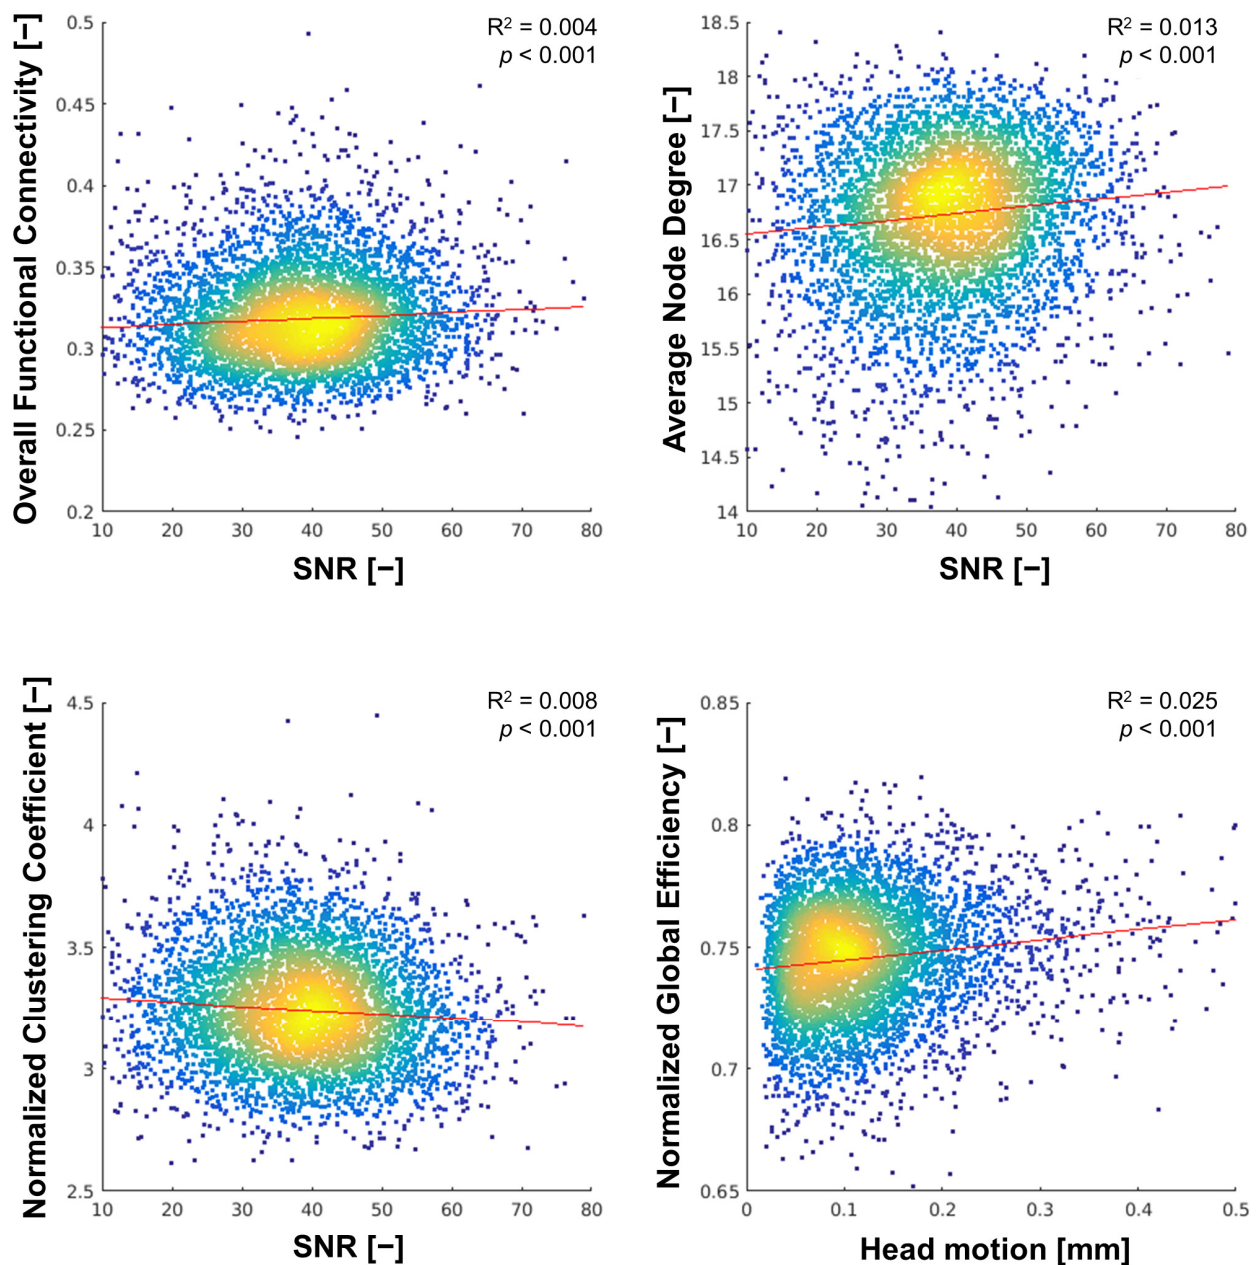 R² = 0.004
p < 0.001
Overall Functional Connectivity [−]
0.5
0.45
0.4
0.35
0.3
0.25
0.2
10 20 30 40 50 60 70 80
SNR [−]
R² = 0.013
p < 0.001
Average Node Degree [−]
18.5
18
17.5
17
16.5
16
15.5
15
14.5
14
10 20 30 40 50 60 70 80
SNR [−]
R² = 0.008
p < 0.001
Normalized Clustering Coefficient [−]
4.5
4
3.5
3
2.5
10 20 30 40 50 60 70 80
SNR [−]
R² = 0.025
p < 0.001
Normalized Global Efficiency [−]
0.85
0.8
0.75
0.7
0.65
0 0.1 0.2 0.3 0.4 0.5
Head motion [mm]